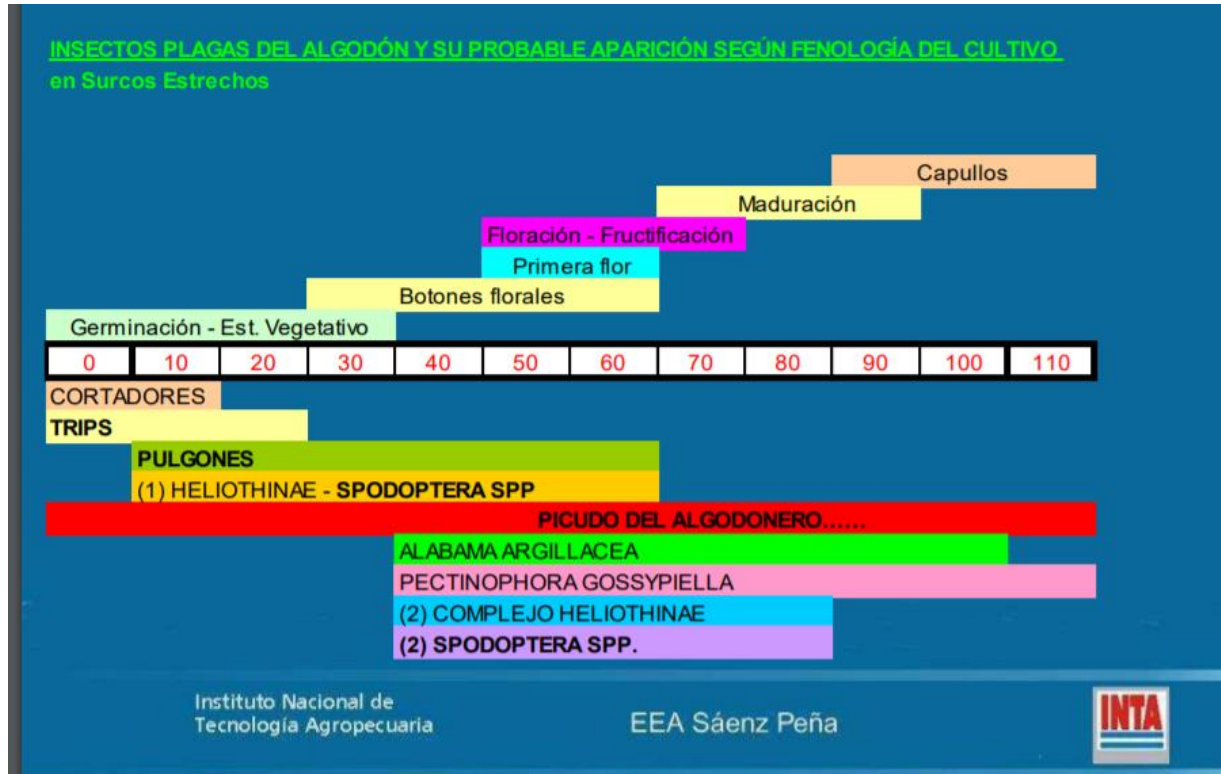 INSECTOS PLAGAS DEL ALGODÓN Y SU PROBABLE APARICIÓN SEGÚN FENOLOGÍA DEL CULTIVO
en Surcos Estrechos
Capullos
Maduración
Floración - Fructificación
Primera flor
Botones florales
Germinación - Est. Vegetativo
0 10 20 30 40 50 60 70 80 90 100 110
CORTADORES
TRIPS
PULGONES
(1) HELIOTHINAE - SPODOPTERA SPP
PICUDO DEL ALGODONERO......
ALABAMA ARGILLACEA
PECTINOPHORA GOSSYPIELLA
(2) COMPLEJO HELIOTHINAE
(2) SPODOPTERA SPP.
Instituto Nacional de
Tecnología Agropecuaria
EEA Sáenz Peña
INTA